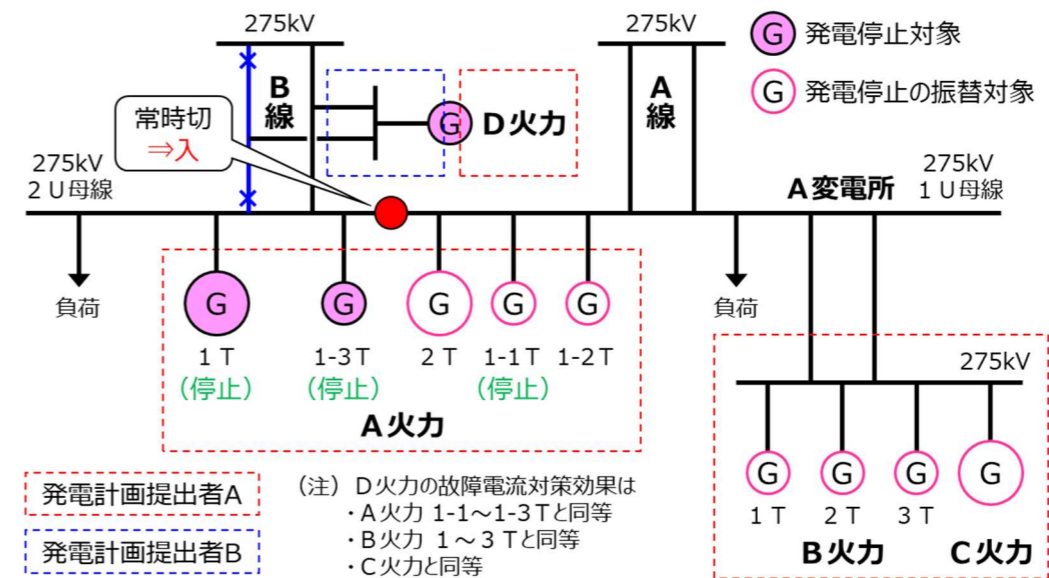 275kV
275kV
G
発電停止対象
G
発電停止の振替対象
B
線
A
線
G
D火力
常時切
⇒入
275kV
2U母線
A変電所
275kV
1U母線
負荷
負荷
G
G
G
G
G
1T
1-3T
2T
1-1T
1-2T
(停止)
(停止)
(停止)
A火力
275kV
G
G
G
G
1T
2T
3T
B火力
C火力
発電計画提出者A
発電計画提出者B
(注) D火力の故障電流対策効果は
・A火力 1-1~1-3Tと同等
・B火力 1~3Tと同等
・C火力と同等